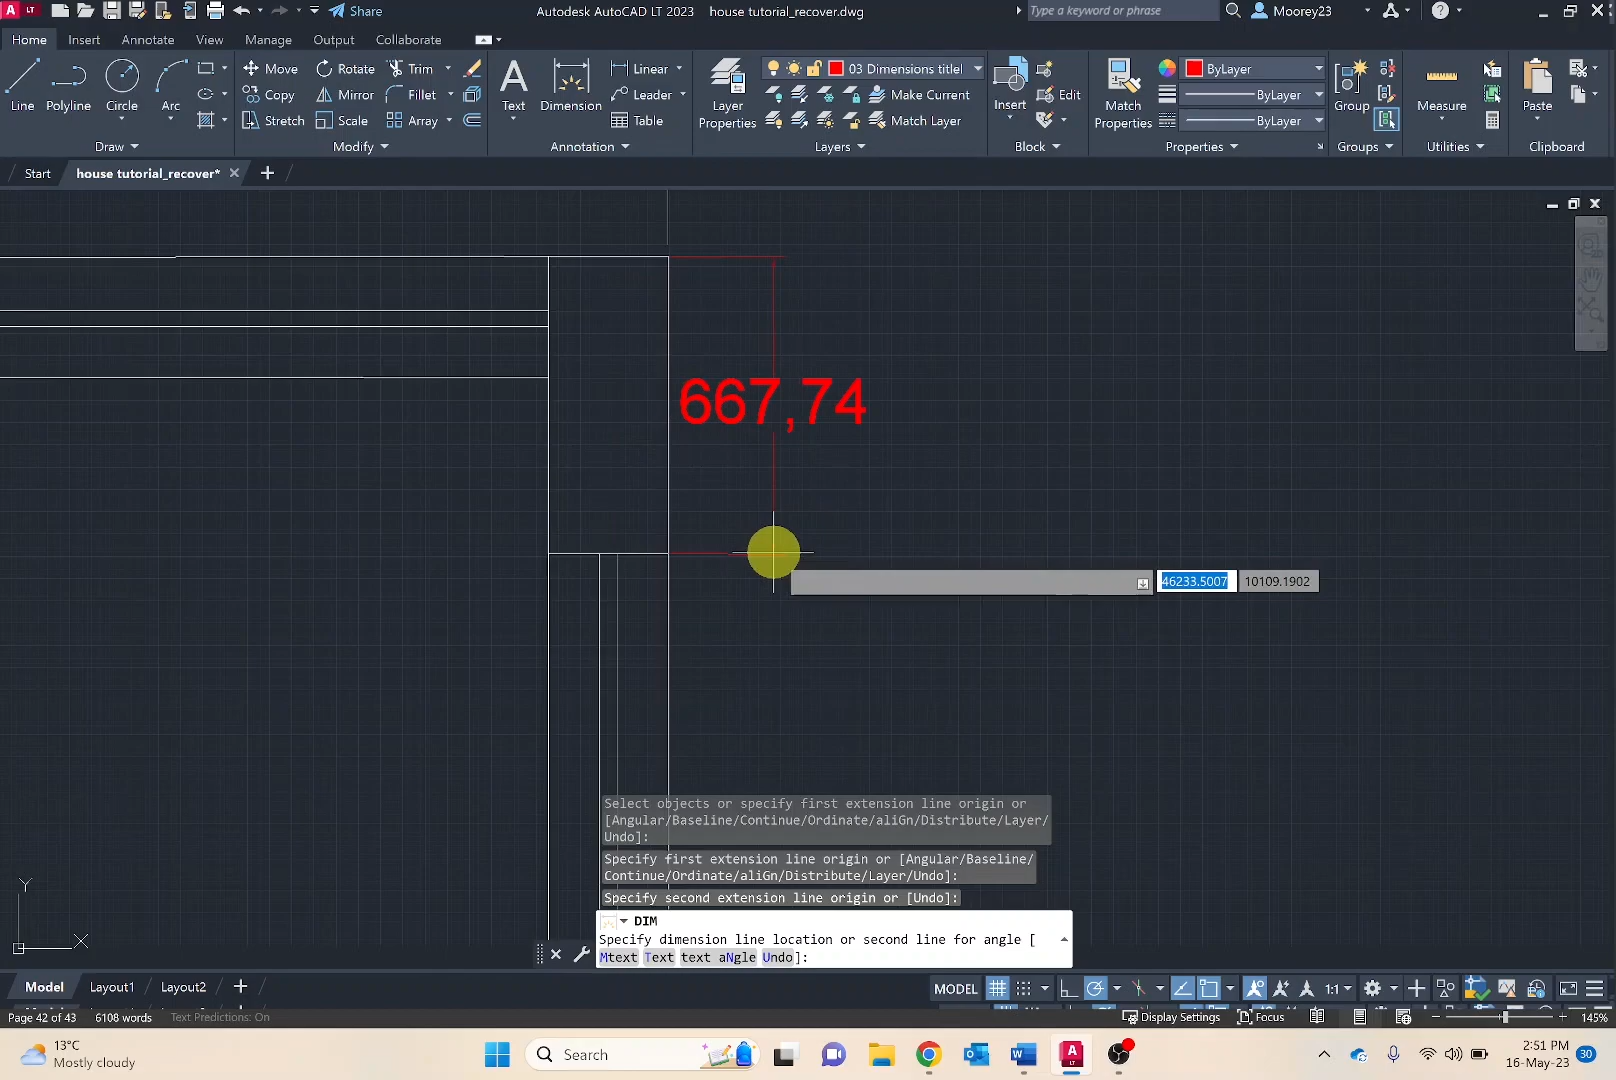 A LT Share Autodesk AutoCAD LT 2023 house tutorial_recover.dwg Type a keyword or phrase Moorey23 ?
Home Insert Annotate View Manage Output Collaborate
Line Polyline Circle Arc
Move Rotate Trim
Copy Mirror Fillet
Stretch Scale Array
A Text Dimension
Linear
Leader
Table
Layer Properties
03 Dimensions titlel
Make Current
Match Layer
Insert Edit
Match Properties
ByLayer
ByLayer
ByLayer
Group Measure Paste
Draw Modify Annotation Layers Block Properties Groups Utilities Clipboard
Start house tutorial_recover*
667,74
46233.5007 10109.1902
Select objects or specify first extension line origin or
[Angular/Baseline/Continue/Ordinate/aliGn/Distribute/Layer/
Undo]:
Specify first extension line origin or [Angular/Baseline/
Continue/Ordinate/aliGn/Distribute/Layer/Undo]:
Specify second extension line origin or [Undo]:
DIM
Specify dimension line location or second line for angle [
Mtext Text text aNgle Undo]:
Y
X
Model Layout1 Layout2 MODEL 1:1
Page 42 of 43 6108 words Text Predictions: On Display Settings Focus 145%
13°C
Mostly cloudy
Search
2:51 PM
16-May-23
30